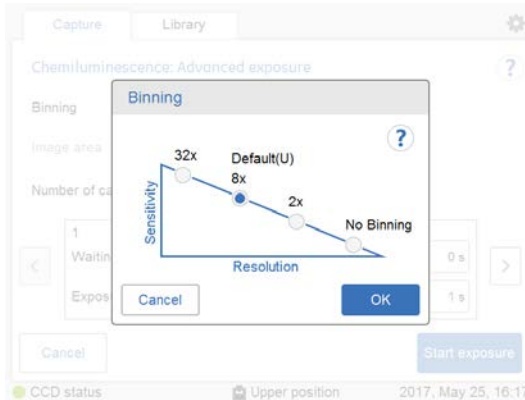 Capture Library
Chemiluminescence: Advanced exposure ?
Binning
Binning
?
Image area
32x Default(U)
8x
2x
No Binning
Sensitivity
Resolution
Number of ca
1
Waitin 0 s
< >
Expos 1 s
Cancel OK
Cancel Start exposure
CCD status Upper position 2017, May 25, 16:17